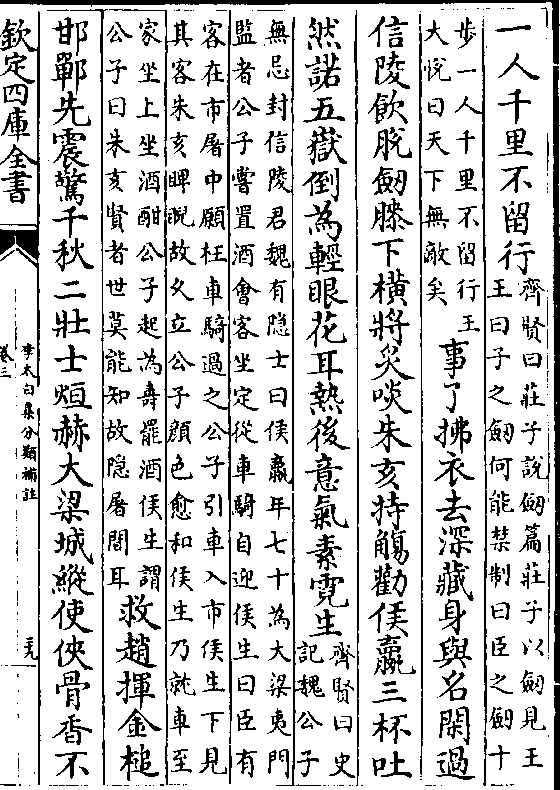 一人千里不留行
齊賢曰莊子說劒篇莊子以劒見王
王曰子之劒何能禁制曰臣之劒十
步一人千里不留行王
大悅曰天下無敵矣
事了拂衣去深藏身與名閑過
信陵飲脫劒膝下橫將炙啖朱亥持觴勸侯嬴三杯吐
然諾五嶽倒為輕眼花耳熱後意氣素霓生
齊賢曰史
記魏公子
無忌封信陵君魏有隐士曰侯嬴年七十為大梁夷門
監者公子甞置酒會客坐定從車騎自迎侯生曰臣有
客在市屠中願枉車騎過之公子引車入市侯生下見
其客朱亥睥睨故久立公子顔色愈和侯生乃就車至
家坐上坐酒酣公子起為壽罷酒侯生謂
公子曰朱亥賢者世莫能知故隐屠間耳
救趙揮金槌
邯鄲先震驚千秋二壯士烜赫大梁城縱使俠骨香不
欽定四庫全書
李太白集分類補註
卷三